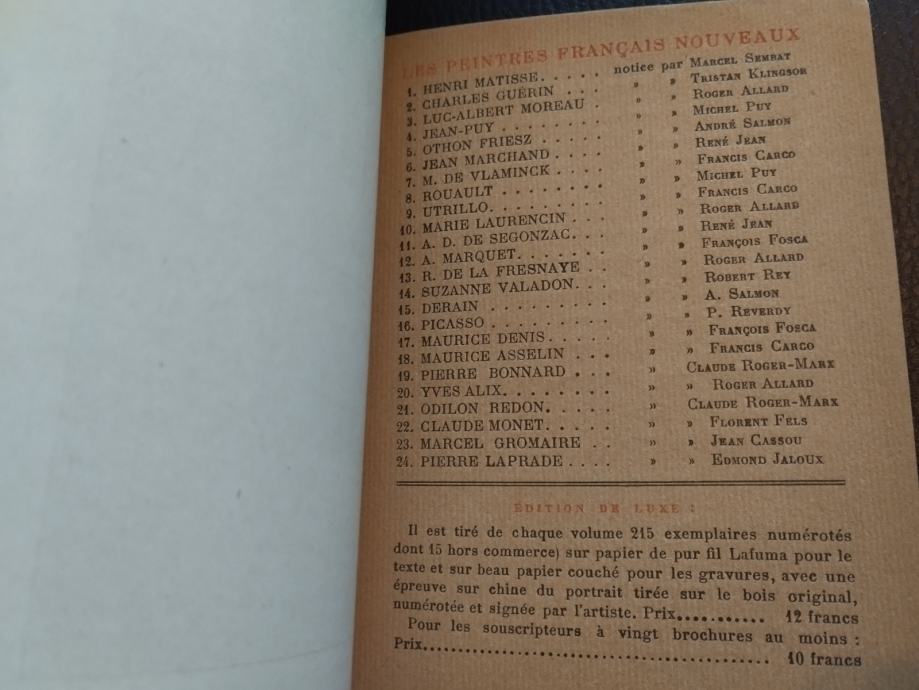 LES PEINTRES FRANÇAIS NOUVEAUX
1. HENRI MATISSE. . . . . notice par MARCEL SEMBAT
2. CHARLES GUÉRIN . . . » » TRISTAN KLINGSOR
3. LUC-ALBERT MOREAU . » » ROGER ALLARD
4. JEAN-PUY . . . . . . . . » » MICHEL PUY
5. OTHON FRIESZ . . . . . » » ANDRÉ SALMON
6. JEAN MARCHAND . . . . » » RENÉ JEAN
7. M. DE VLAMINCK . . . . » » FRANCIS CARCO
8. ROUAULT . . . . . . . . » » MICHEL PUY
9. UTRILLO. . . . . . . . . » » FRANCIS CARCO
10. MARIE LAURENCIN . . . » » ROGER ALLARD
11. A. D. DE SEGONZAC. . . » » RENÉ JEAN
12. A. MARQUET. . . . . . . » » FRANÇOIS FOSCA
13. R. DE LA FRESNAYE . . » » ROGER ALLARD
14. SUZANNE VALADON. . . » » ROBERT REY
15. DERAIN . . . . . . . . . » » A. SALMON
16. PICASSO . . . . . . . . . » » P. REVERDY
17. MAURICE DENIS. . . . . » » FRANÇOIS FOSCA
18. MAURICE ASSELIN . . . » » FRANCIS CARCO
19. PIERRE BONNARD . . . » CLAUDE ROGER-MARX
20. YVES ALIX. . . . . . . . » » ROGER ALLARD
21. ODILON REDON. . . . . » CLAUDE ROGER-MARX
22. CLAUDE MONET. . . . . » » FLORENT FELS
23. MARCEL GROMAIRE . . » » JEAN CASSOU
24. PIERRE LAPRADE . . . . » » EDMOND JALOUX
ÉDITION DE LUXE :
Il est tiré de chaque volume 215 exemplaires numérotés
dont 15 hors commerce) sur papier de pur fil Lafuma pour le
texte et sur beau papier couché pour les gravures, avec une
épreuve sur chine du portrait tirée sur le bois original,
numérotée et signée par l'artiste. Prix........... 12 francs
Pour les souscripteurs à vingt brochures au moins :
Prix............................................. 10 francs